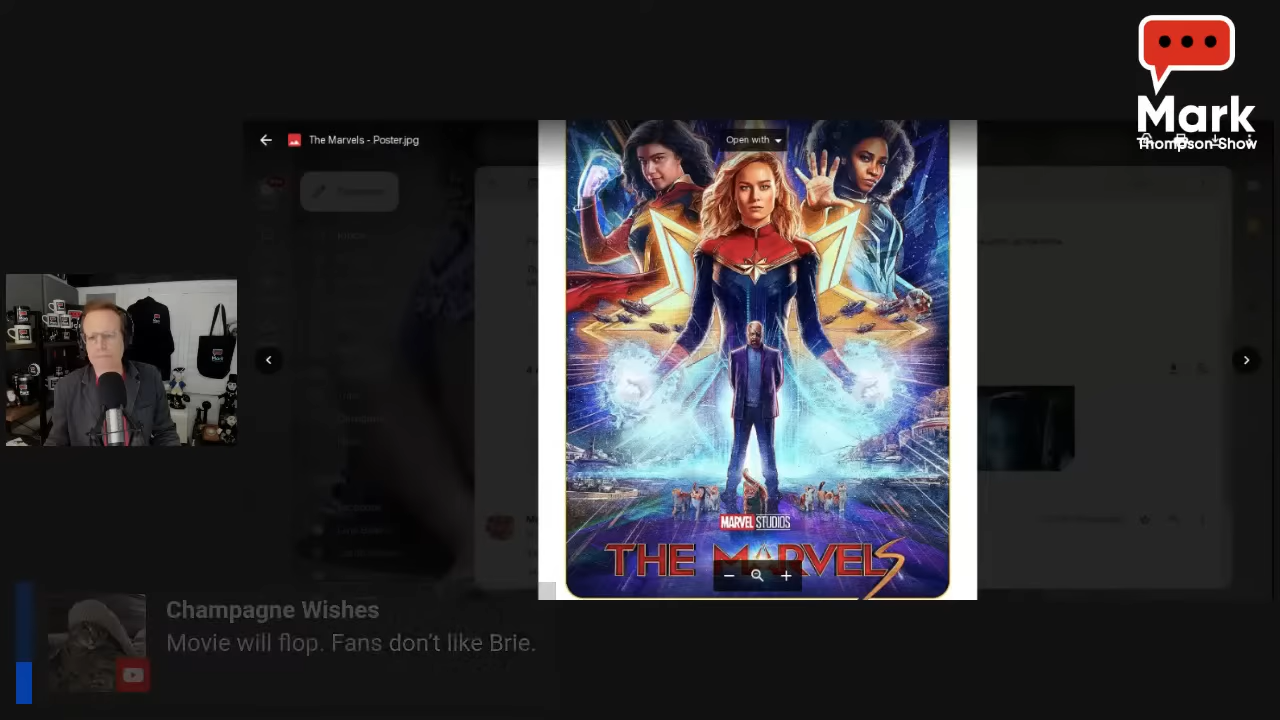 Mark
Thompson Show
The Marvels - Poster.jpg
Open with
MARVEL STUDIOS
THE MARVELS
Champagne Wishes
Movie will flop. Fans don't like Brie.